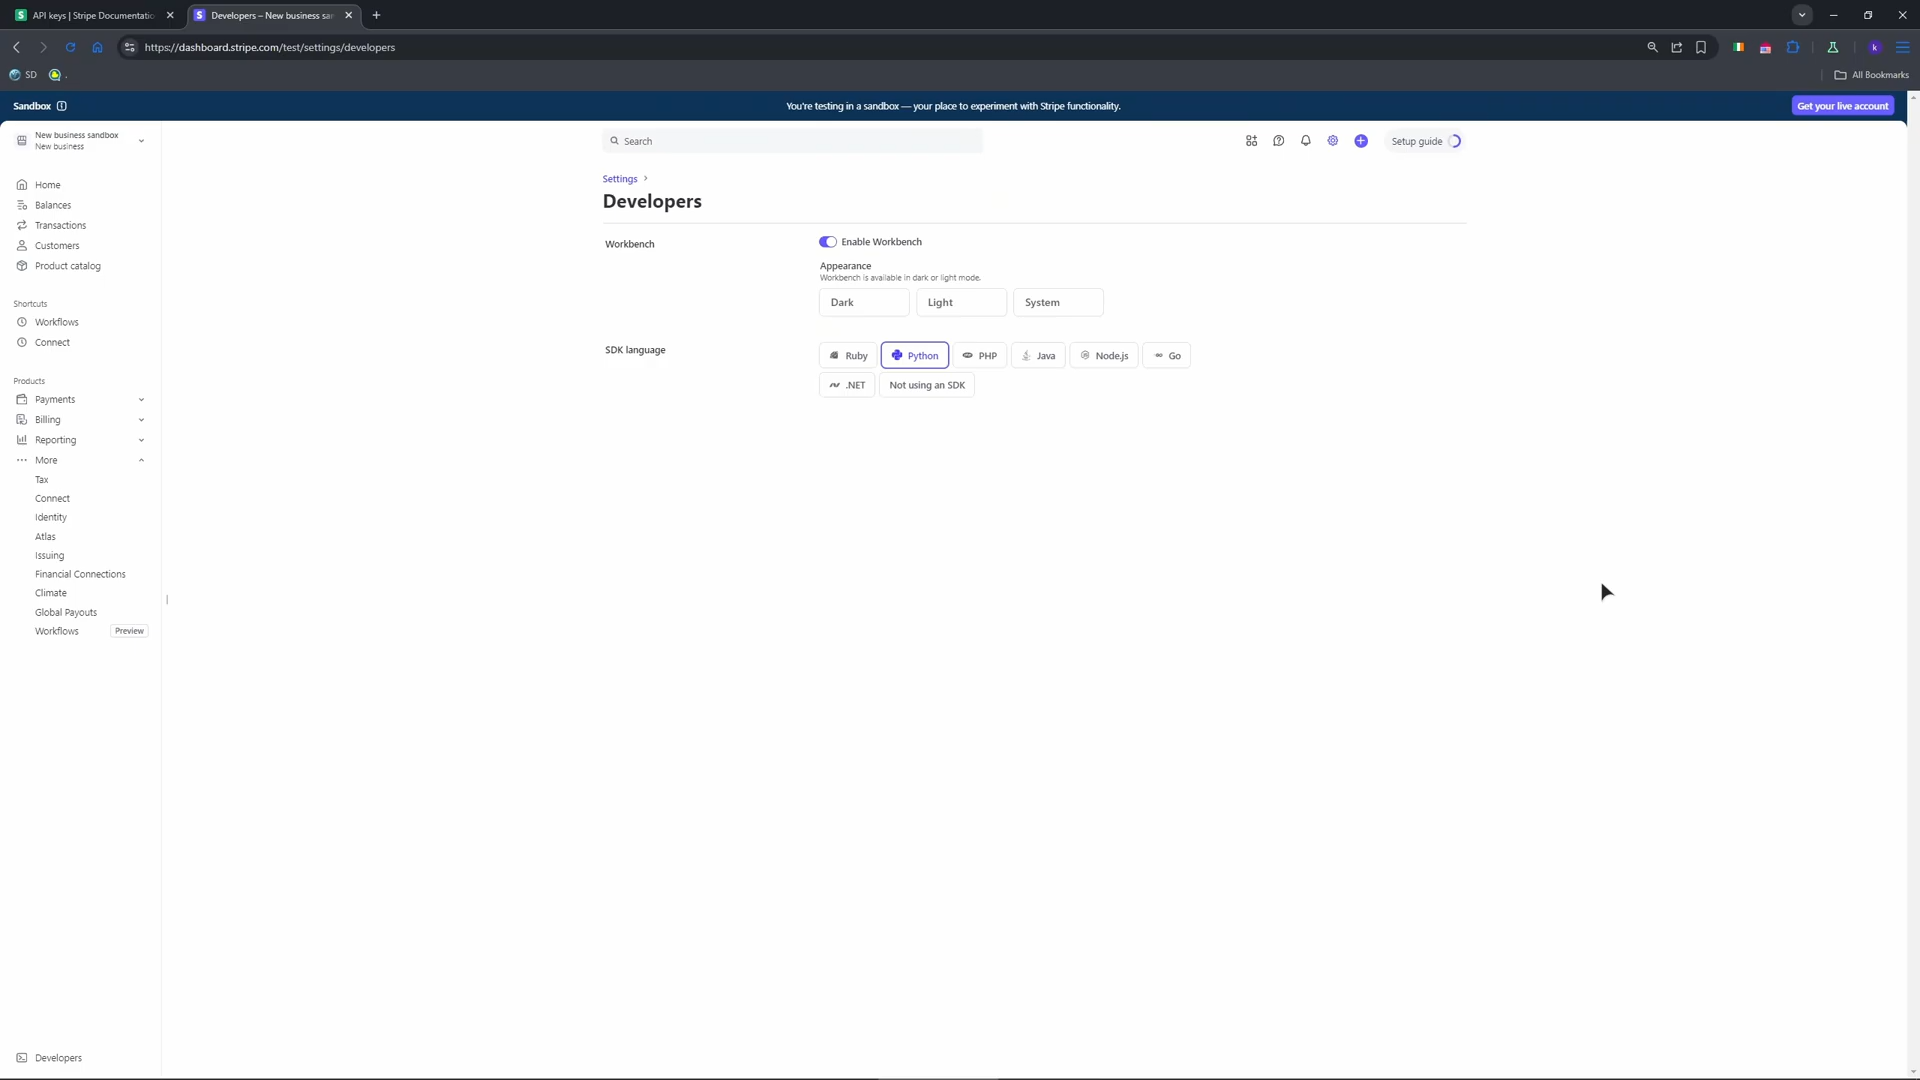 API keys | Stripe Documentatio
Developers – New business sar
https://dashboard.stripe.com/test/settings/developers
k
SD
.
All Bookmarks
Sandbox
You're testing in a sandbox — your place to experiment with Stripe functionality.
Get your live account
New business sandbox
New business
Search
Setup guide
Home
Balances
Transactions
Customers
Product catalog
Shortcuts
Workflows
Connect
Products
Payments
Billing
Reporting
More
Tax
Connect
Identity
Atlas
Issuing
Financial Connections
Climate
Global Payouts
Workflows Preview
Developers
Settings
Developers
Workbench
Enable Workbench
Appearance
Workbench is available in dark or light mode.
Dark Light System
SDK language
Ruby Python PHP Java Node.js Go
.NET Not using an SDK